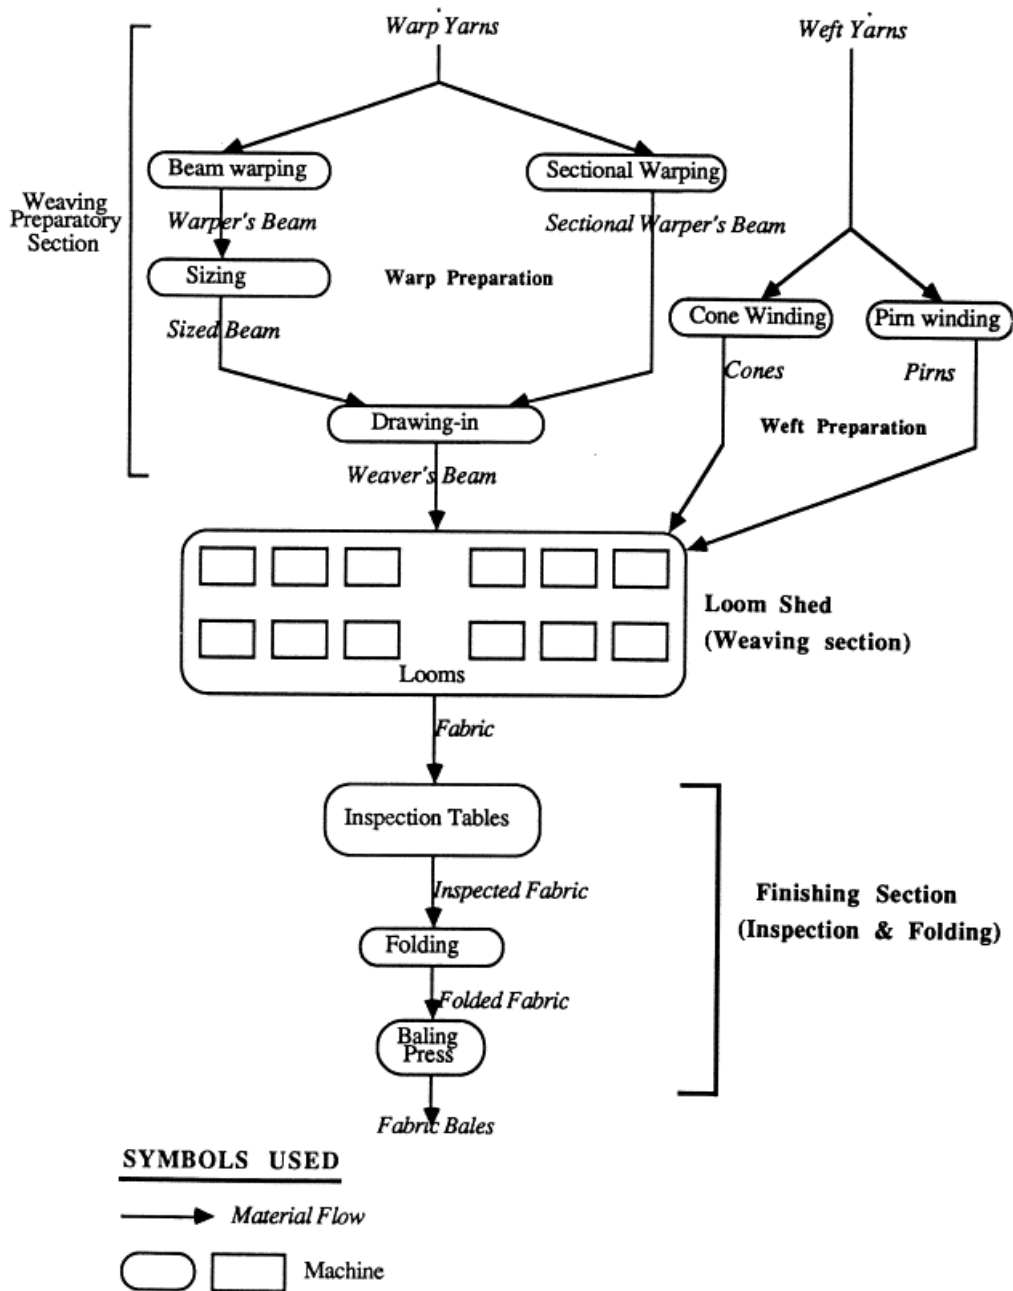 Warp Yarns
Weft Yarns
Beam warping
Sectional Warping
Weaving
Preparatory
Section
Warper's Beam
Sectional Warper's Beam
Sizing
Warp Preparation
Cone Winding
Pirn winding
Sized Beam
Cones
Pirns
Drawing-in
Weft Preparation
Weaver's Beam
Loom Shed
(Weaving section)
Looms
Fabric
Inspection Tables
Inspected Fabric
Finishing Section
(Inspection & Folding)
Folding
Folded Fabric
Baling
Press
Fabric Bales
SYMBOLS USED
Material Flow
Machine